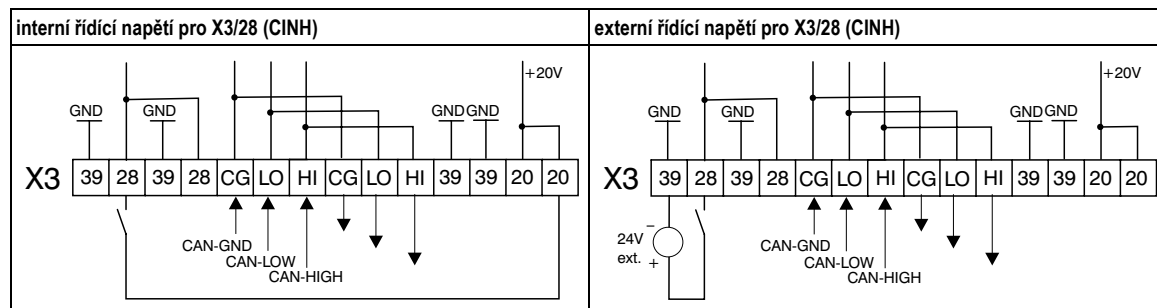 interní řídící napětí pro X3/28 (CINH)
+20V
GND GND GND GND
X3 39 28 39 28 CG LO HI CG LO HI 39 39 20 20
CAN-GND
CAN-LOW
CAN-HIGH
externí řídící napětí pro X3/28 (CINH)
+20V
GND GND GND GND
X3 39 28 39 28 CG LO HI CG LO HI 39 39 20 20
24V
ext.
−
+
CAN-GND
CAN-LOW
CAN-HIGH